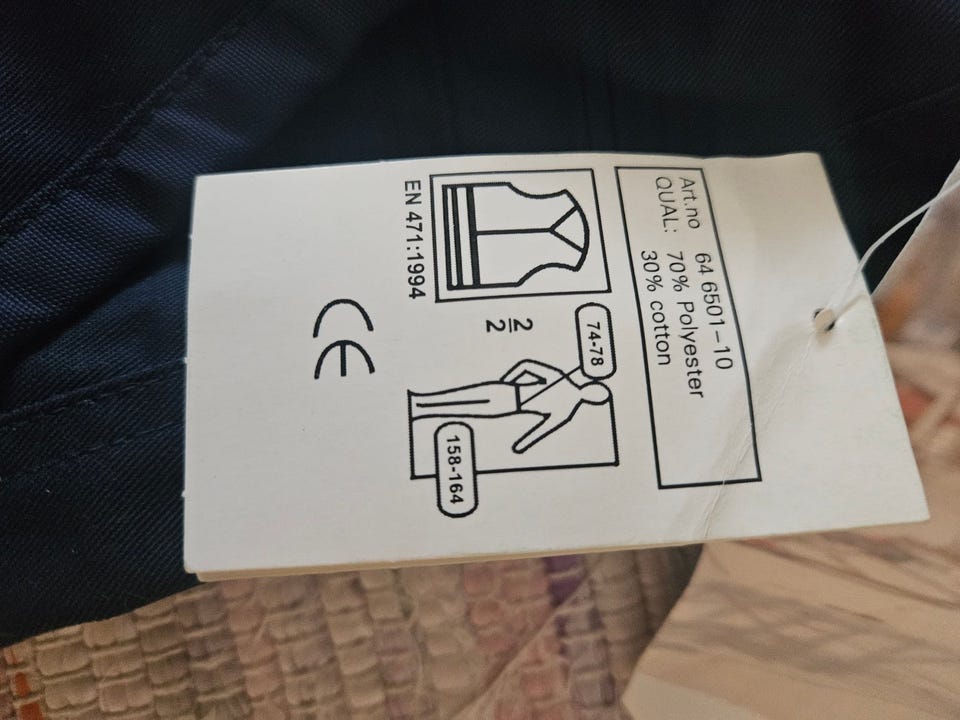 Art.no 64 6501-10
QUAL: 70% Polyester
30% cotton
74-78
2
2
EN 471:1994
158-164
CE